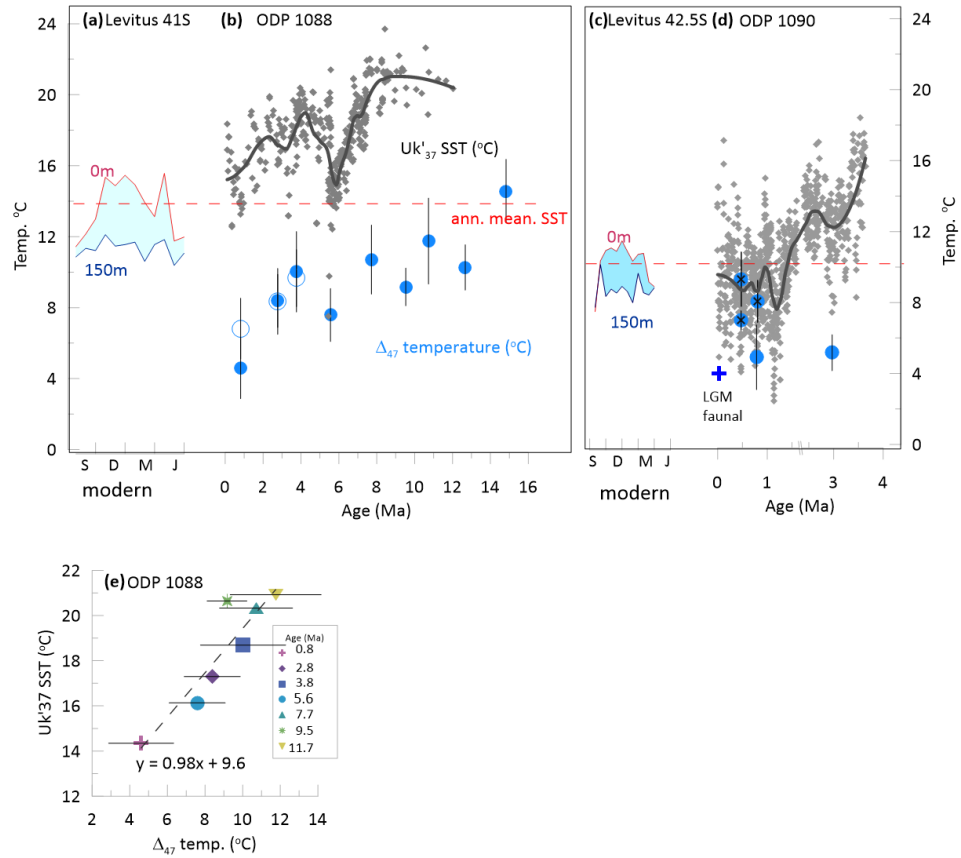 (a) Levitus 41S
(b) ODP 1088
(c) Levitus 42.5S
(d) ODP 1090
24
20
16
12
8
4
0
Temp. °C
0m
150m
S D M J
modern
Uk'37 SST (°C)
ann. mean. SST
Δ47 temperature (°C)
0 2 4 6 8 10 12 14 16
Age (Ma)
0m
150m
S D M J
modern
LGM
faunal
0 1 3 4
Age (Ma)
24
20
16
12
8
4
0
Temp. °C
(e) ODP 1088
22
21
20
18
16
14
12
Uk'37 SST (°C)
Age (Ma)
0.8
2.8
3.8
5.6
7.7
9.5
11.7
y = 0.98x + 9.6
2 4 6 8 10 12 14
Δ47 temp. (°C)